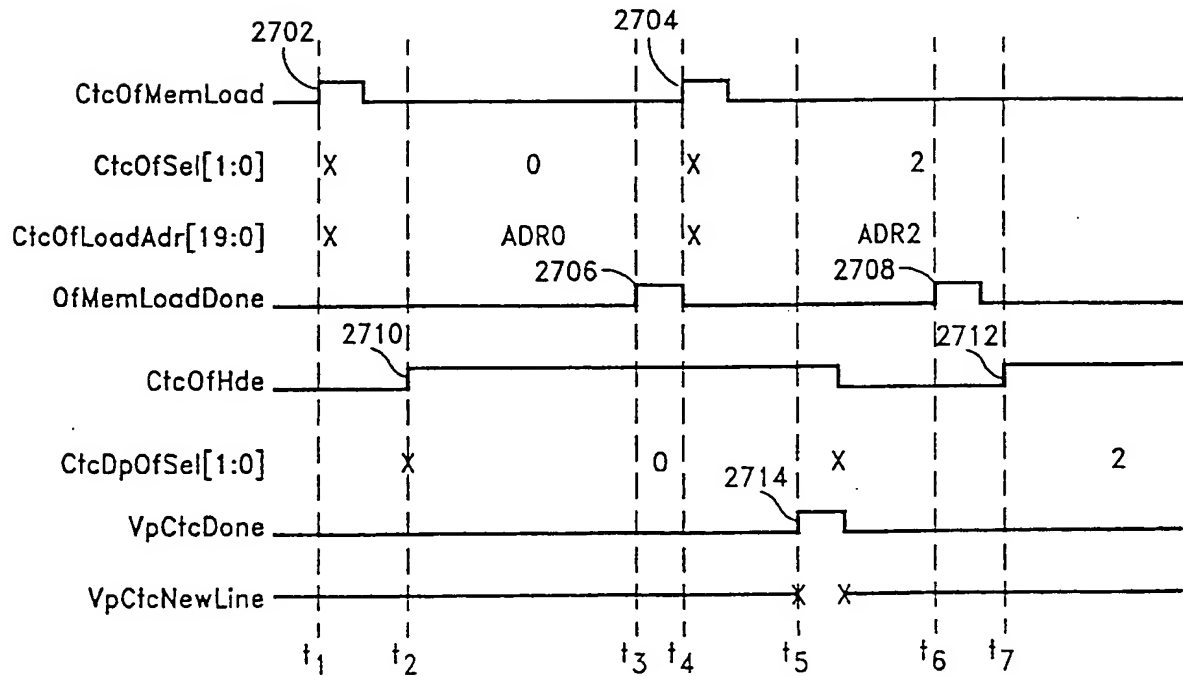 2702 2704
CtcOfMemLoad
CtcOfSel[1:0] X 0 X 2
CtcOfLoadAdr[19:0] X ADR0 X ADR2
2706 2708
OfMemLoadDone
2710 2712
CtcOfHde
CtcDpOfSel[1:0] X 0 X 2
2714
VpCtcDone
VpCtcNewLine X X
t1 t2 t3 t4 t5 t6 t7